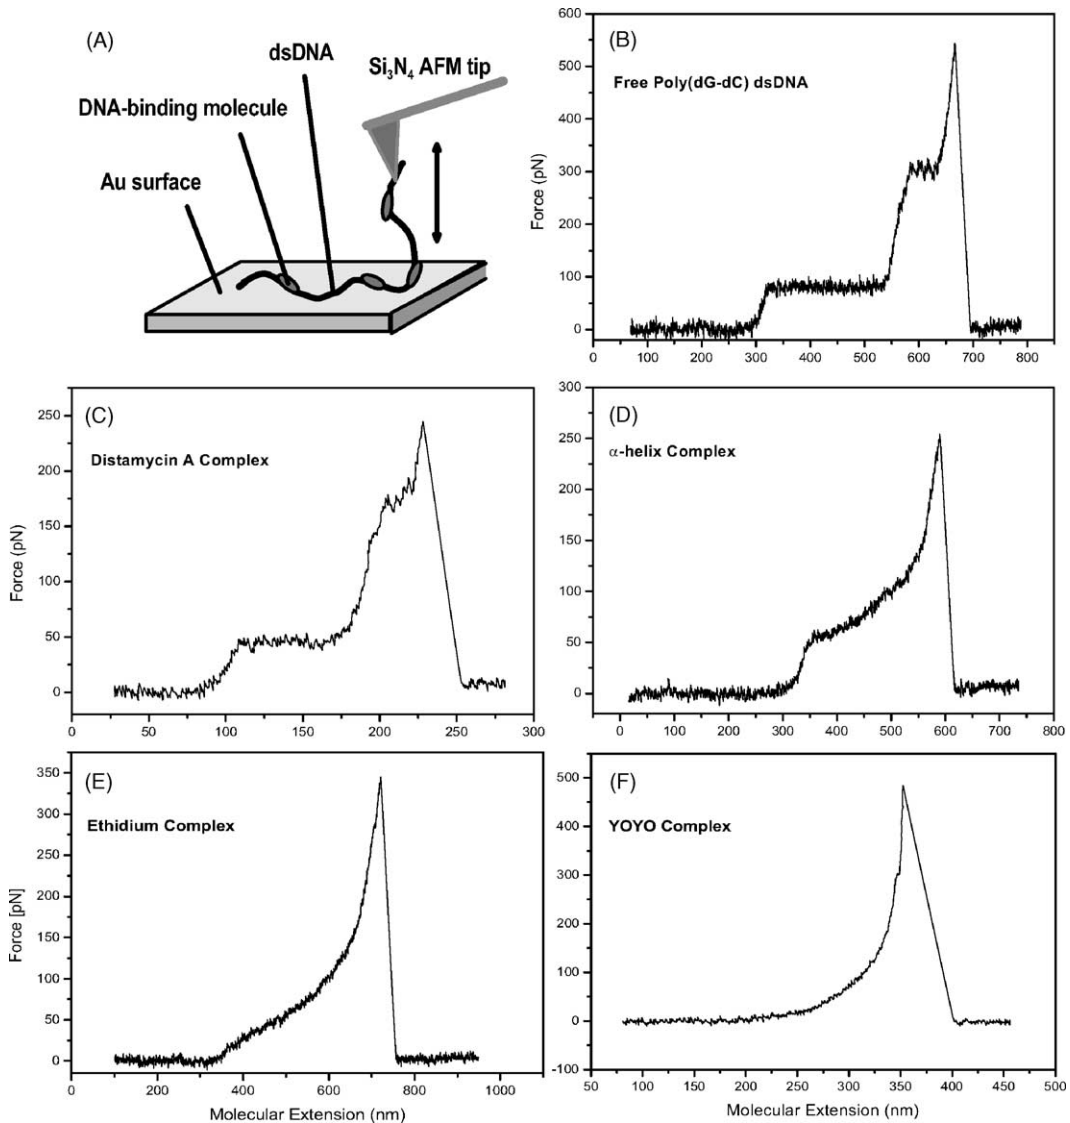 (A)
dsDNA
Si₃N₄ AFM tip
DNA-binding molecule
Au surface
(B)
Free Poly(dG-dC) dsDNA
Force (pN)
600
500
400
300
200
100
0
0 100 200 300 400 500 600 700 800
(C)
Distamycin A Complex
Force (pN)
250
200
150
100
50
0
0 50 100 150 200 250 300
(D)
α-helix Complex
300
250
200
150
100
50
0
0 100 200 300 400 500 600 700 800
(E)
Ethidium Complex
Force [pN]
350
300
250
200
150
100
50
0
0 200 400 600 800 1000
Molecular Extension (nm)
(F)
YOYO Complex
500
400
300
200
100
0
-100
50 100 150 200 250 300 350 400 450 500
Molecular Extension (nm)